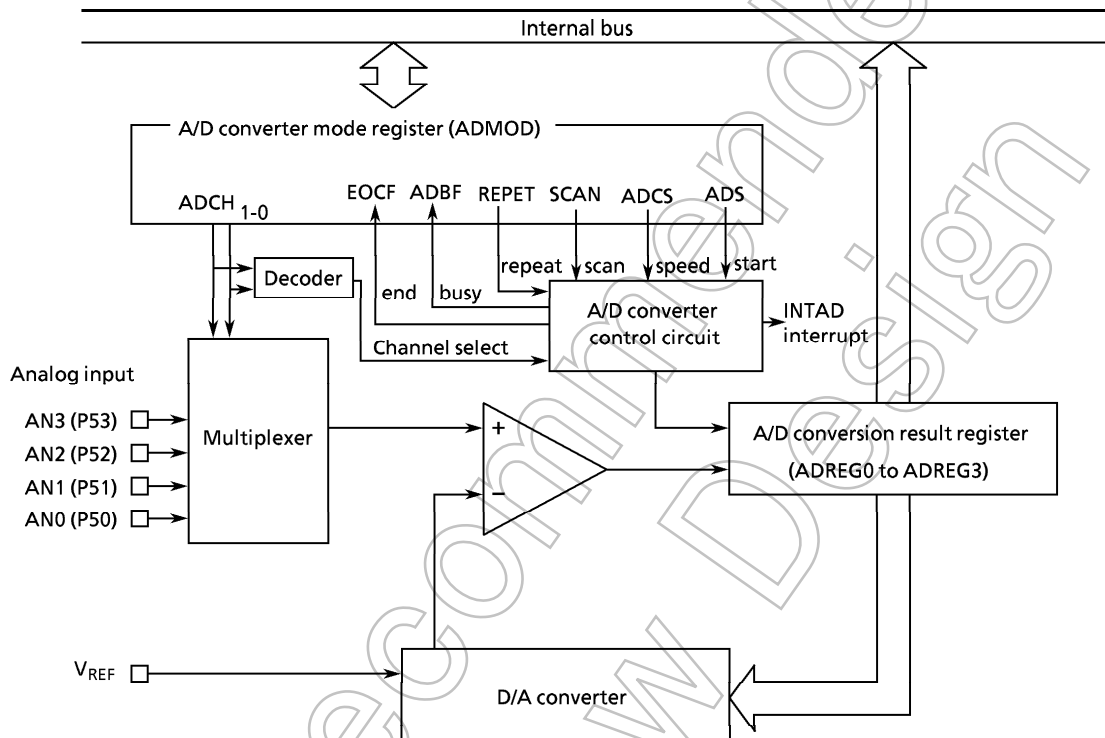 Internal bus
A/D converter mode register (ADMOD)
ADCH 1-0
EOCF
ADBF
REPET
SCAN
ADCS
ADS
Decoder
end
busy
repeat
scan
speed
start
A/D converter
control circuit
INTAD
interrupt
Channel select
Analog input
AN3 (P53)
AN2 (P52)
AN1 (P51)
AN0 (P50)
Multiplexer
+
−
A/D conversion result register
(ADREG0 to ADREG3)
VREF
D/A converter
ecommende
w Design